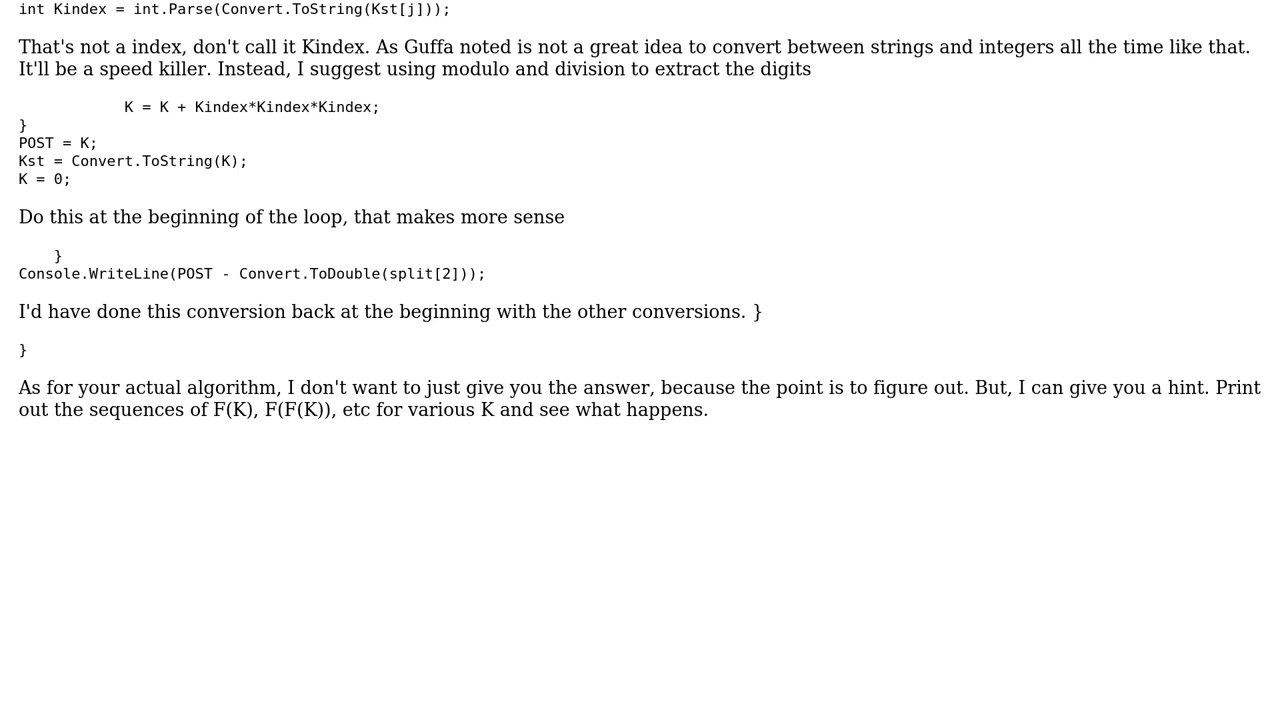 int Kindex = int.Parse(Convert.ToString(Kst[j]));
That's not a index, don't call it Kindex. As Guffa noted is not a great idea to convert between strings and integers all the time like that.
It'll be a speed killer. Instead, I suggest using modulo and division to extract the digits
K = K + Kindex*Kindex*Kindex;
}
POST = K;
Kst = Convert.ToString(K);
K = 0;
Do this at the beginning of the loop, that makes more sense
}
Console.WriteLine(POST - Convert.ToDouble(split[2]));
I'd have done this conversion back at the beginning with the other conversions. }
}
As for your actual algorithm, I don't want to just give you the answer, because the point is to figure out. But, I can give you a hint. Print
out the sequences of F(K), F(F(K)), etc for various K and see what happens.